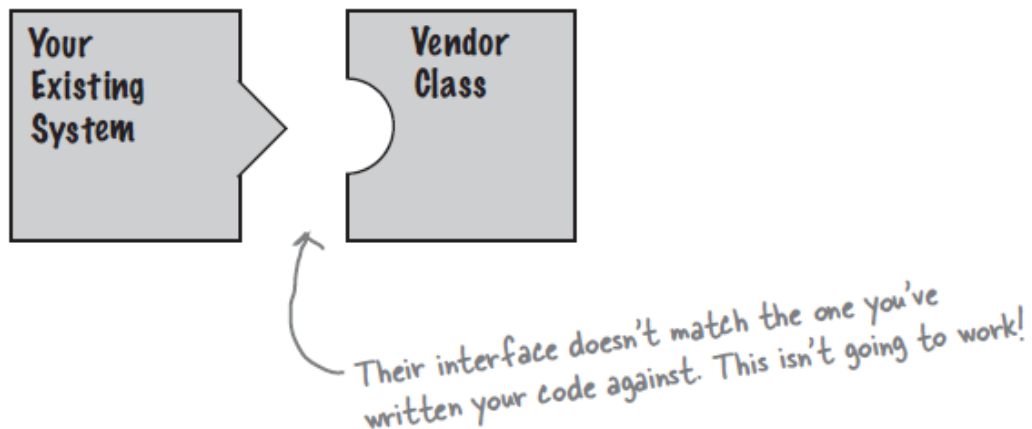 Your
Existing
System
Vendor
Class
Their interface doesn't match the one you've
written your code against. This isn't going to work!